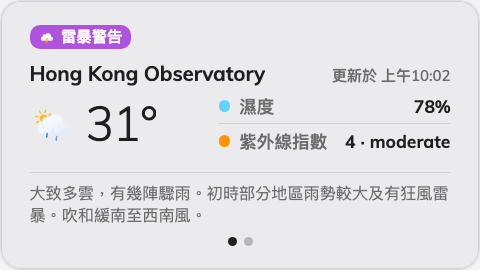 雷暴警告
Hong Kong Observatory
更新於 上午10:02
31°
濕度 78%
紫外線指數 4 · moderate
大致多雲，有幾陣驟雨。初時部分地區雨勢較大及有狂風雷
暴。吹和緩南至西南風。